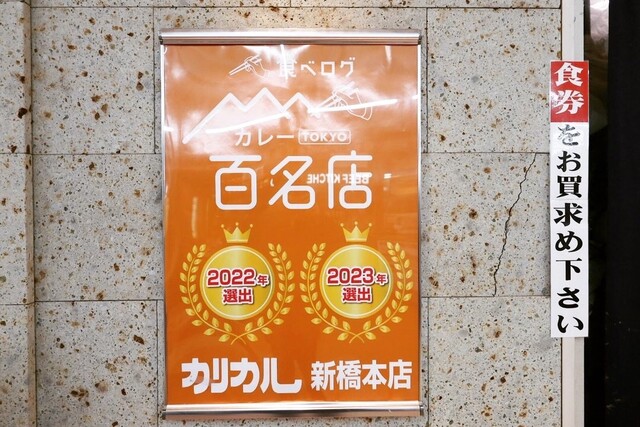 食べログ
カレー TOKYO
百名店
BEEF KITCHE
2022年
選出
2023年
選出
カリカル 新橋本店
食券をお買求め下さい